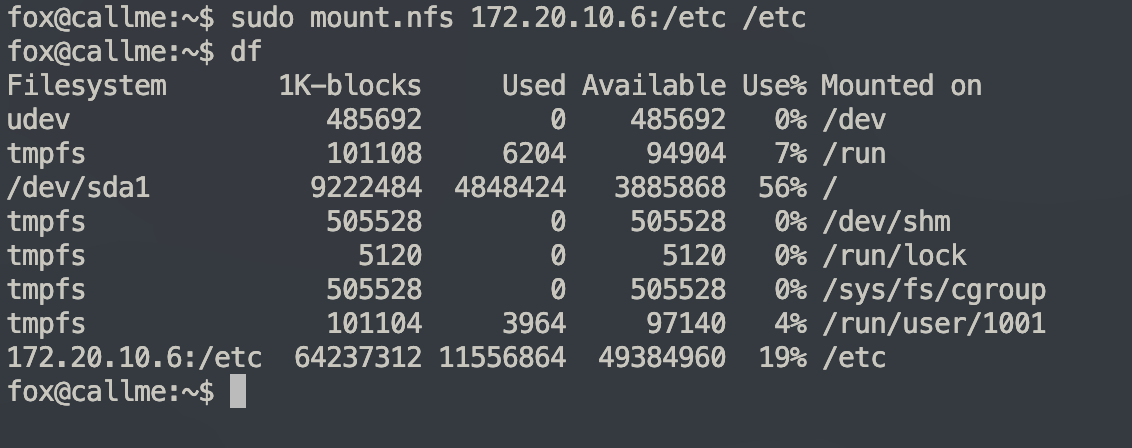 fox@callme:~$ sudo mount.nfs 172.20.10.6:/etc /etc
fox@callme:~$ df
Filesystem       1K-blocks     Used Available Use% Mounted on
udev                485692        0    485692   0% /dev
tmpfs               101108     6204     94904   7% /run
/dev/sda1          9222484  4848424   3885868  56% /
tmpfs               505528        0    505528   0% /dev/shm
tmpfs                 5120        0      5120   0% /run/lock
tmpfs               505528        0    505528   0% /sys/fs/cgroup
tmpfs               101104     3964     97140   4% /run/user/1001
172.20.10.6:/etc  64237312 11556864  49384960  19% /etc
fox@callme:~$